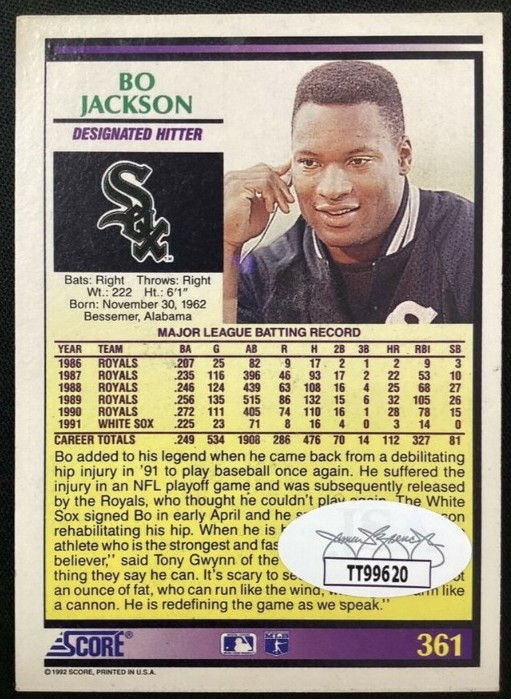 BO
JACKSON
DESIGNATED HITTER
Sox
Bats: Right Throws: Right
Wt.: 222 Ht.: 6'1"
Born: November 30, 1962
Bessemer, Alabama
MAJOR LEAGUE BATTING RECORD
YEAR TEAM BA G AB R H 2B 3B HR RBI SB
1986 ROYALS .207 25 82 9 17 2 1 2 9 3
1987 ROYALS .235 116 396 46 93 17 2 22 53 10
1988 ROYALS .246 124 439 63 108 16 4 25 68 27
1989 ROYALS .256 135 515 86 132 15 6 32 105 26
1990 ROYALS .272 111 405 74 110 16 1 28 78 15
1991 WHITE SOX .225 23 71 8 16 4 0 3 14 0
CAREER TOTALS .249 534 1908 286 476 70 14 112 327 81
Bo added to his legend when he came back from a debilitating
hip injury in '91 to play baseball once again. He suffered the
injury in an NFL playoff game and was subsequently released
by the Royals, who thought he couldn't play again. The White
Sox signed Bo in early April and he
rehabilitating his hip. When he is
athlete who is the strongest and
believer," said Tony Gwynn of the
thing they say he can. It's scary to
an ounce of fat, who can run like the wind, arm like
a cannon. He is redefining the game as we speak."
TT99620
SCORE®
361
© 1992 SCORE, PRINTED IN U.S.A.